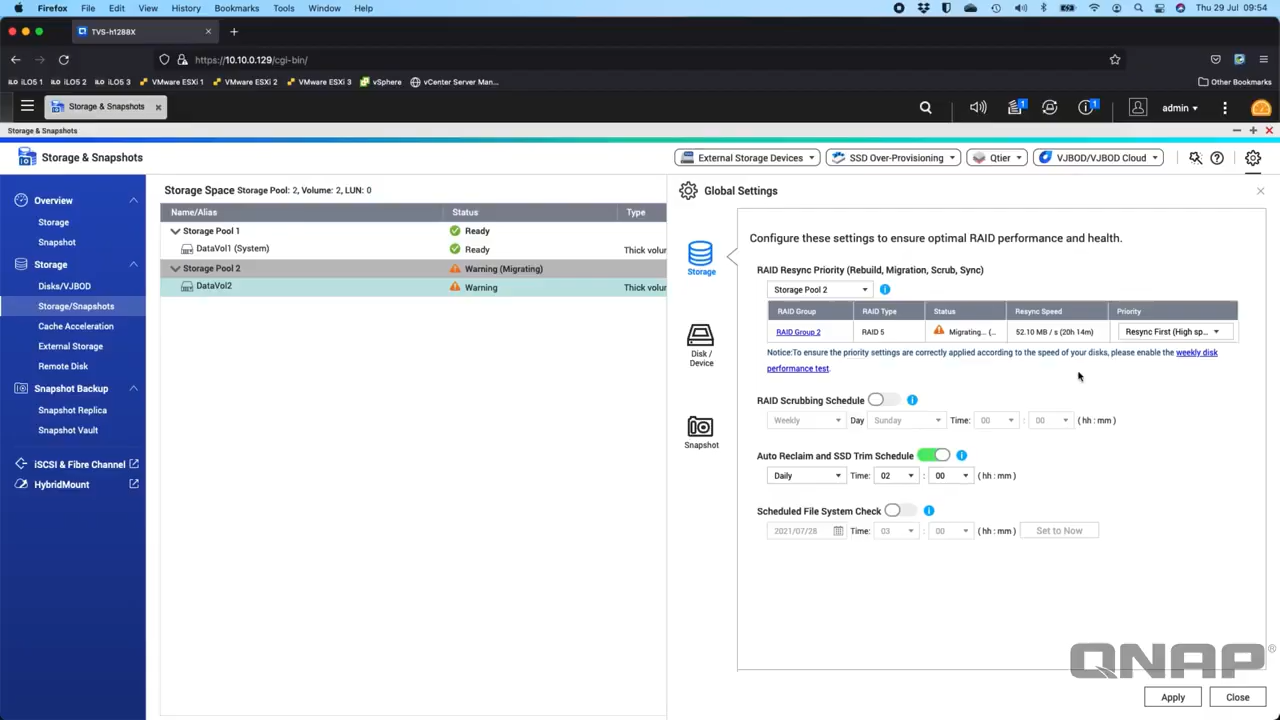 Firefox File Edit View History Bookmarks Tools Window Help Thu 29 Jul 09:54
TVS-h1288X
https://10.10.0.129/cgi-bin/
iLO5 1 iLO5 2 iLO5 3 VMware ESXi 1 VMware ESXi 2 VMware ESXi 3 vSphere vCenter Server Man... Other Bookmarks
Storage & Snapshots 1 1 admin
Storage & Snapshots
Storage & Snapshots External Storage Devices SSD Over-Provisioning Qtier VJBOD/VJBOD Cloud
Overview
Storage
Snapshot
Storage
Disks/VJBOD
Storage/Snapshots
Cache Acceleration
External Storage
Remote Disk
Snapshot Backup
Snapshot Replica
Snapshot Vault
iSCSI & Fibre Channel
HybridMount
Storage Space Storage Pool: 2, Volume: 2, LUN: 0
Name/Alias Status Type
Storage Pool 1 Ready
DataVol1 (System) Ready Thick volur
Storage Pool 2 Warning (Migrating)
DataVol2 Warning Thick volur
Global Settings
Storage
Disk /
Device
Snapshot
Configure these settings to ensure optimal RAID performance and health.
RAID Resync Priority (Rebuild, Migration, Scrub, Sync)
Storage Pool 2
RAID Group RAID Type Status Resync Speed Priority
RAID Group 2 RAID 5 Migrating... (... 52.10 MB / s (20h 14m) Resync First (High sp...
Notice:To ensure the priority settings are correctly applied according to the speed of your disks, please enable the weekly disk
performance test.
RAID Scrubbing Schedule
Weekly Day Sunday Time: 00 : 00 ( hh : mm )
Auto Reclaim and SSD Trim Schedule
Daily Time: 02 : 00 ( hh : mm )
Scheduled File System Check
2021/07/28 Time: 03 : 00 ( hh : mm ) Set to Now
QNAP®
Apply Close